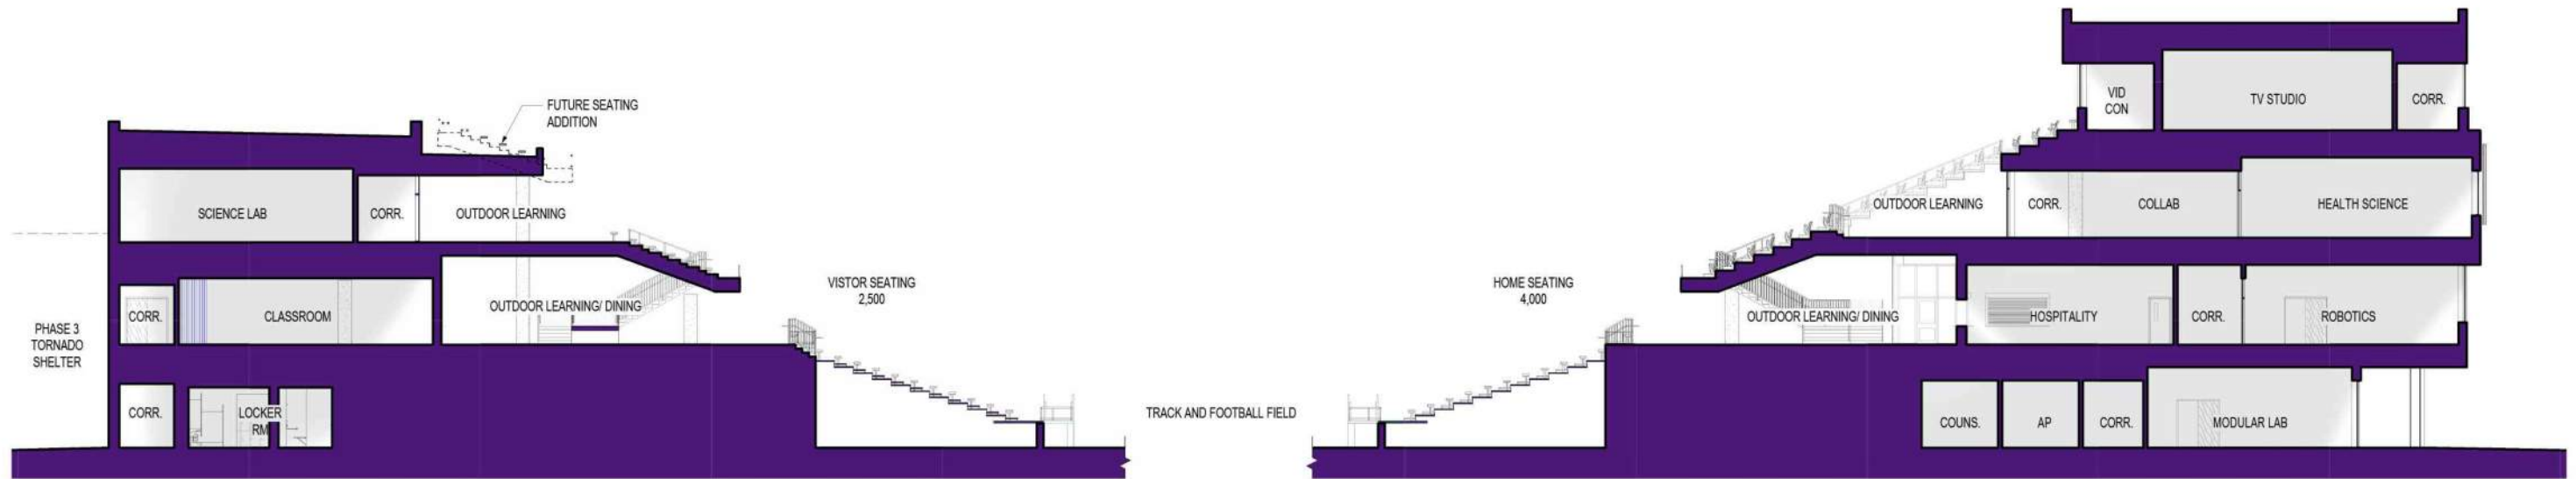 FUTURE SEATING
ADDITION
SCIENCE LAB
CORR.
OUTDOOR LEARNING
CORR.
CLASSROOM
OUTDOOR LEARNING/ DINING
PHASE 3
TORNADO
SHELTER
CORR.
LOCKER
RM
VISTOR SEATING
2,500
TRACK AND FOOTBALL FIELD
HOME SEATING
4,000
VID
CON
TV STUDIO
CORR.
OUTDOOR LEARNING
CORR.
COLLAB
HEALTH SCIENCE
OUTDOOR LEARNING/ DINING
HOSPITALITY
CORR.
ROBOTICS
COUNS.
AP
CORR.
MODULAR LAB